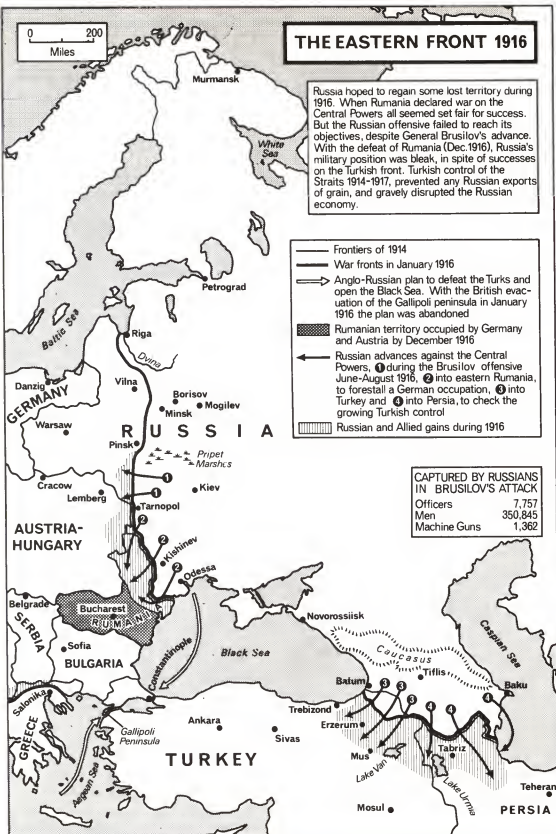 0 200
Miles
THE EASTERN FRONT 1916
Russia hoped to regain some lost territory during
1916. When Rumania declared war on the
Central Powers all seemed set fair for success.
But the Russian offensive failed to reach its
objectives, despite General Brusilov's advance.
With the defeat of Rumania (Dec.1916), Russia's
military position was bleak, in spite of successes
on the Turkish front. Turkish control of the
Straits 1914-1917, prevented any Russian exports
of grain, and gravely disrupted the Russian
economy.
Frontiers of 1914
War fronts in January 1916
Anglo-Russian plan to defeat the Turks and
open the Black Sea. With the British evac-
uation of the Gallipoli peninsula in January
1916 the plan was abandoned
Rumanian territory occupied by Germany
and Austria by December 1916
Russian advances against the Central
Powers, 1 during the Brusilov offensive
June-August 1916, 2 into eastern Rumania,
to forestall a German occupation, 3 into
Turkey and 4 into Persia, to check the
growing Turkish control
Russian and Allied gains during 1916
CAPTURED BY RUSSIANS
IN BRUSILOV'S ATTACK
Officers 7,757
Men 350,845
Machine Guns 1,362
Murmansk
White
Sea
Petrograd
Baltic Sea
Riga
Dvina
Danzig
GERMANY
Vilna
Borisov
Minsk
Mogilev
Warsaw
RUSSIA
Pinsk
Pripet
Marshes
Cracow
Lemberg
1
1
Kiev
Tarnopol
AUSTRIA-
HUNGARY
2
2
Kishinev
2
Odessa
Belgrade
Bucharest
RUMANIA
SERBIA
Sofia
BULGARIA
Constantinople
Black Sea
Novorossiisk
Caucasus
Tiflis
Caspian Sea
Batum
Baku
3
3
3
4
4
4
Salonika
GREECE
Gallipoli
Peninsula
Aegean Sea
Ankara
Sivas
TURKEY
Trebizond
Erzerum
Mus
Lake Van
Tabriz
Lake Urmia
Mosul
Teheran
PERSIA